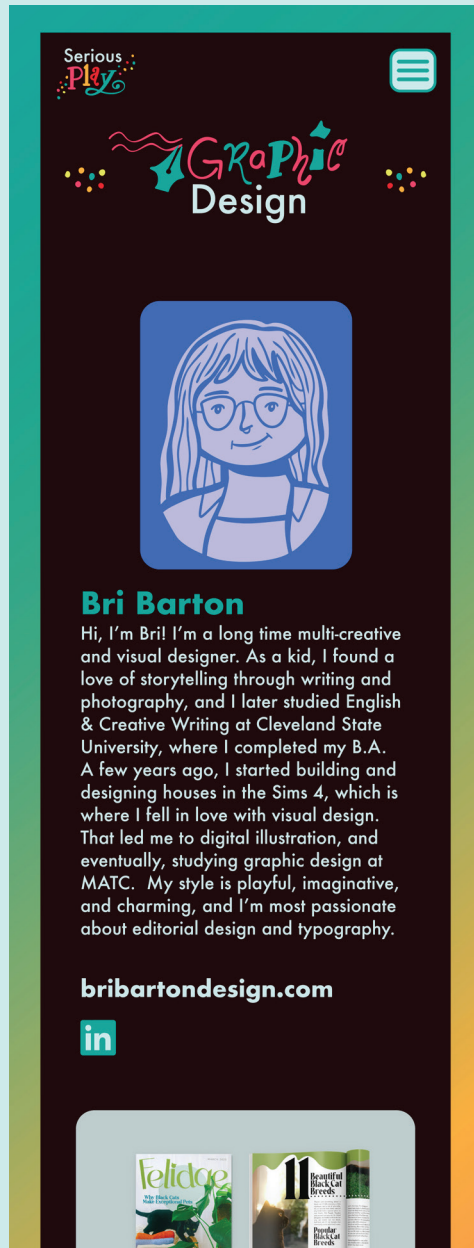 Serious
Play
GRaPhic
Design
Bri Barton
Hi, I'm Bri! I'm a long time multi-creative
and visual designer. As a kid, I found a
love of storytelling through writing and
photography, and I later studied English
& Creative Writing at Cleveland State
University, where I completed my B.A.
A few years ago, I started building and
designing houses in the Sims 4, which is
where I fell in love with visual design.
That led me to digital illustration, and
eventually, studying graphic design at
MATC.  My style is playful, imaginative,
and charming, and I'm most passionate
about editorial design and typography.
bribartondesign.com
in
Felidae
Why Black Cats
Make Exceptional Pets
11 Beautiful
Black Cat
Breeds
Popular
Black Cat
Breeds